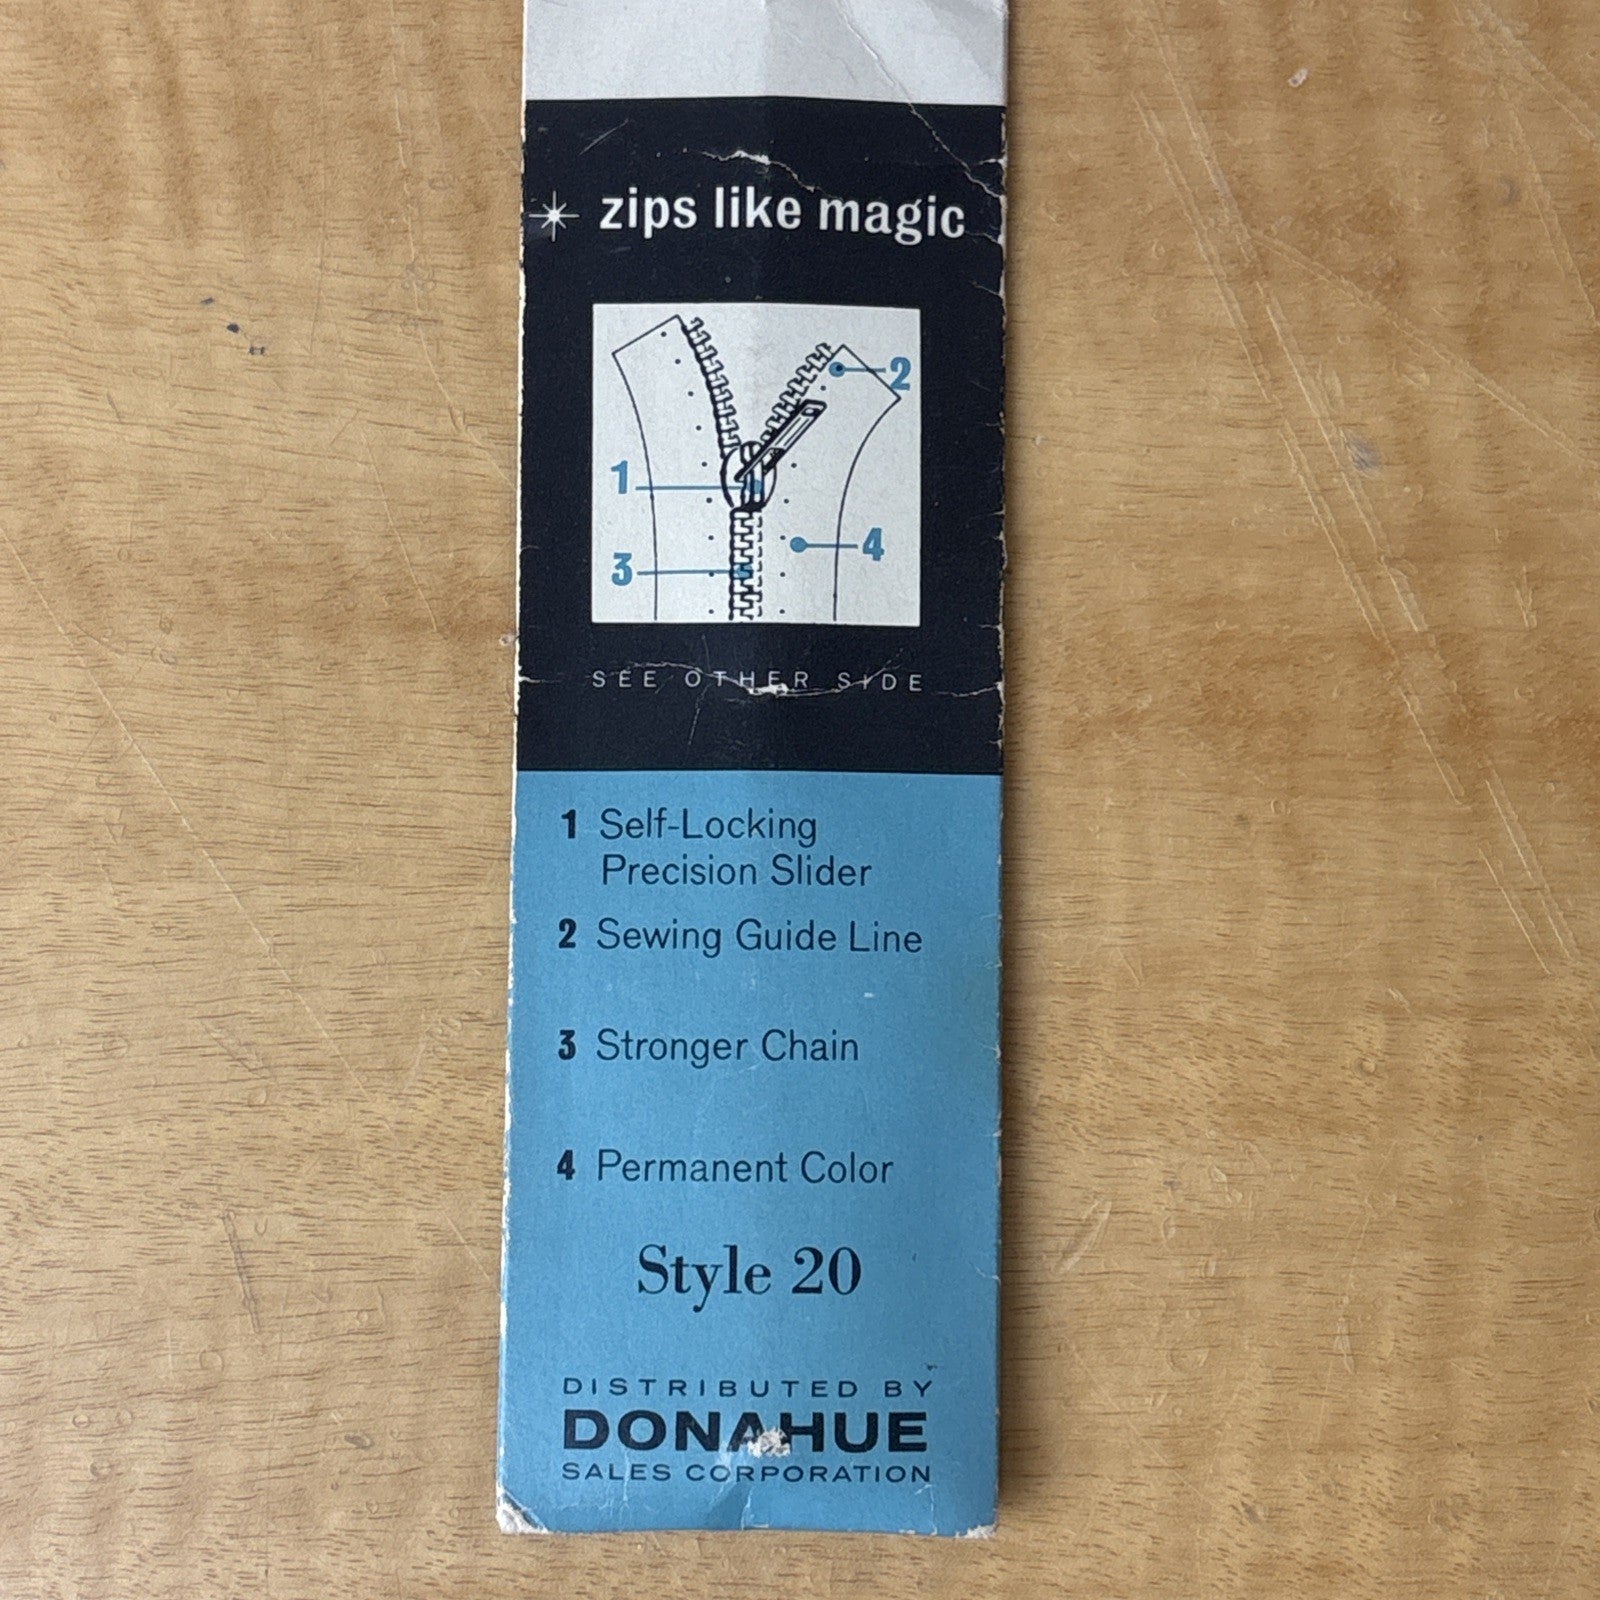 zips like magic
2
1
4
3
SEE OTHER SIDE
1 Self-Locking
Precision Slider
2 Sewing Guide Line
3 Stronger Chain
4 Permanent Color
Style 20
DISTRIBUTED BY
DONAHUE
SALES CORPORATION